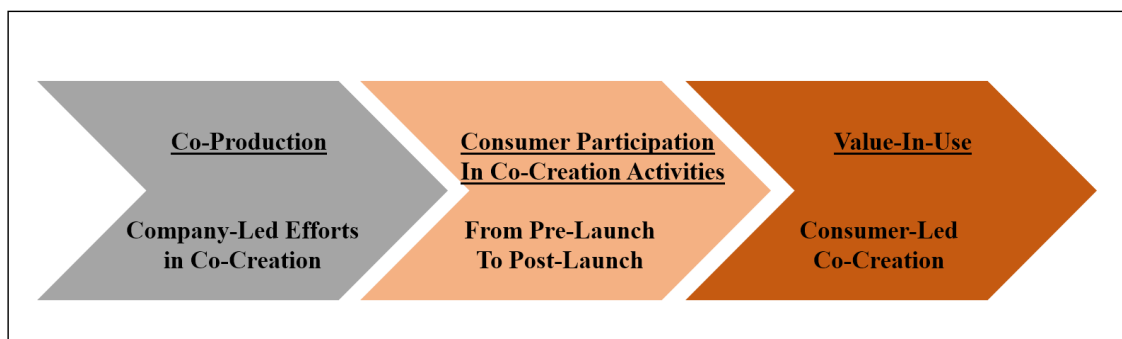 Co-Production
Company-Led Efforts
in Co-Creation
Consumer Participation
In Co-Creation Activities
From Pre-Launch
To Post-Launch
Value-In-Use
Consumer-Led
Co-Creation